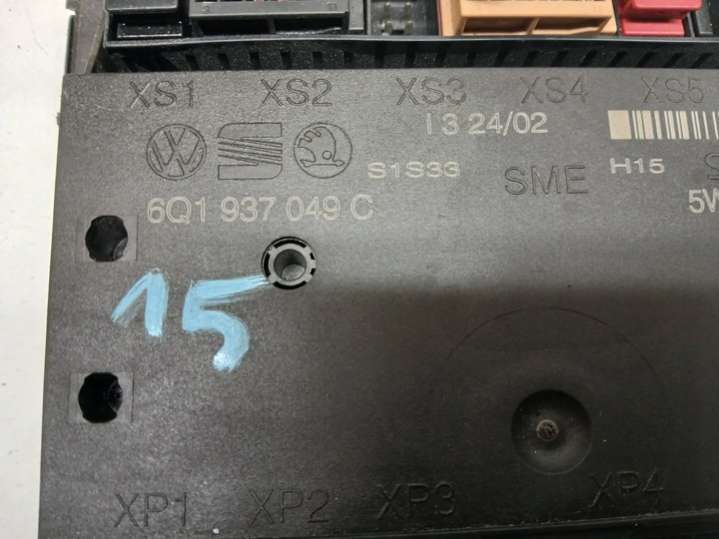 XS1 XS2 XS3 XS4 XS5
I 3 24/02
S1S33 SME H15
6Q1 937 049 C 5W
15
XP1 XP2 XP3 XP4